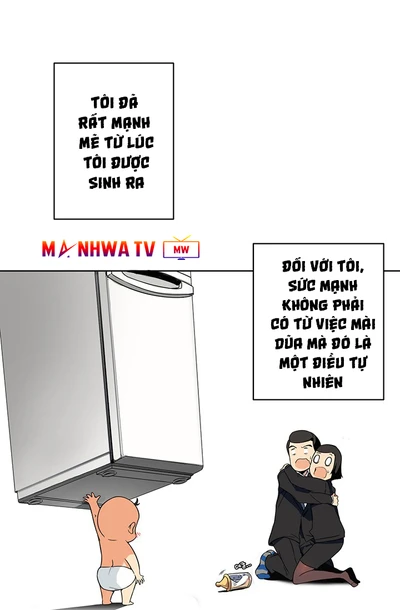 TÔI ĐÃ
RẤT MẠNH
MẼ TỪ LÚC
TÔI ĐƯỢC
SINH RA
MANHWA TV
MW
ĐỐI VỚI TÔI,
SỨC MẠNH
KHÔNG PHẢI
CÓ TỪ VIỆC MÀI
DŨA MÀ ĐÓ LÀ
MỘT ĐIỀU TỰ
NHIÊN